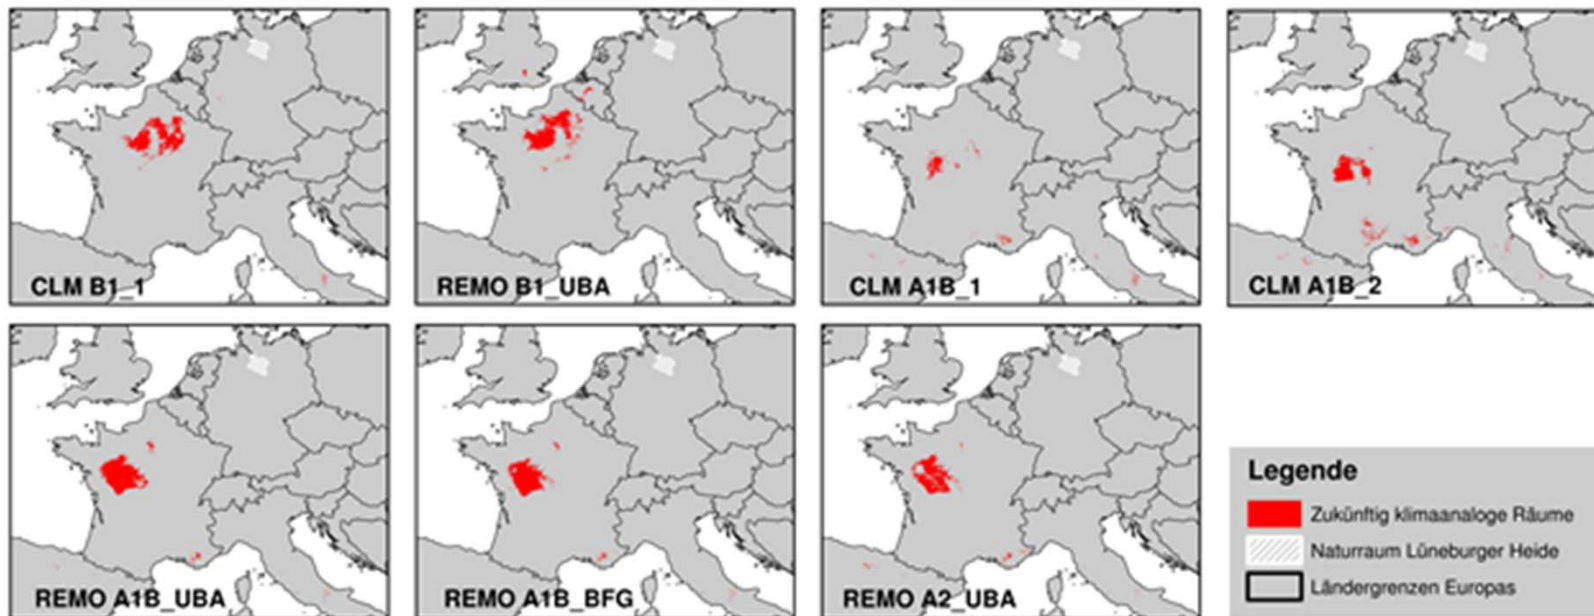 CLM B1_1
REMO B1_UBA
CLM A1B_1
CLM A1B_2
REMO A1B_UBA
REMO A1B_BFG
REMO A2_UBA
Legende
Zukünftig klimaanaloge Räume
Naturraum Lüneburger Heide
Ländergrenzen Europas